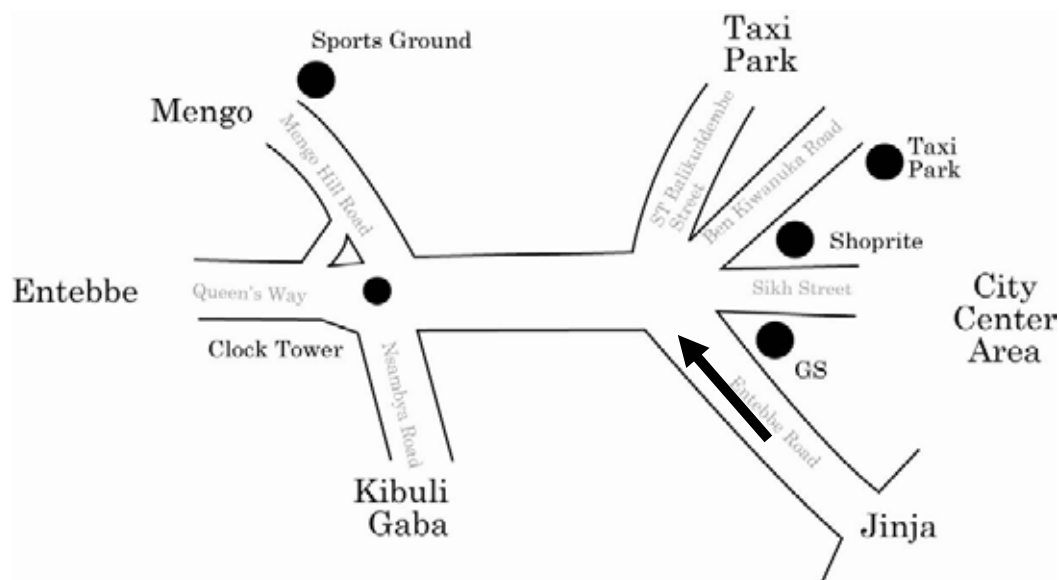 Sports Ground
Taxi
Park
Mengo
Mengo Hill Road
ST Balikuddembe
Street
Ben Kiwanuka Road
Taxi
Park
Shoprite
Entebbe
Queen's Way
Sikh Street
City
Center
Area
Clock Tower
Nsambya Road
GS
Entebbe Road
Kibuli
Gaba
Jinja